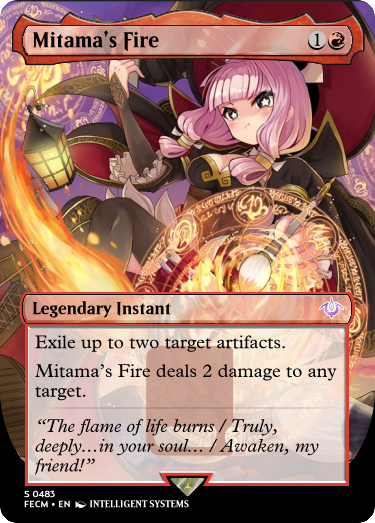 Mitama's Fire 1
Legendary Instant
Exile up to two target artifacts.
Mitama's Fire deals 2 damage to any
target.
“The flame of life burns / Truly,
deeply…in your soul… / Awaken, my
friend!”
S 0483
FECM • EN INTELLIGENT SYSTEMS